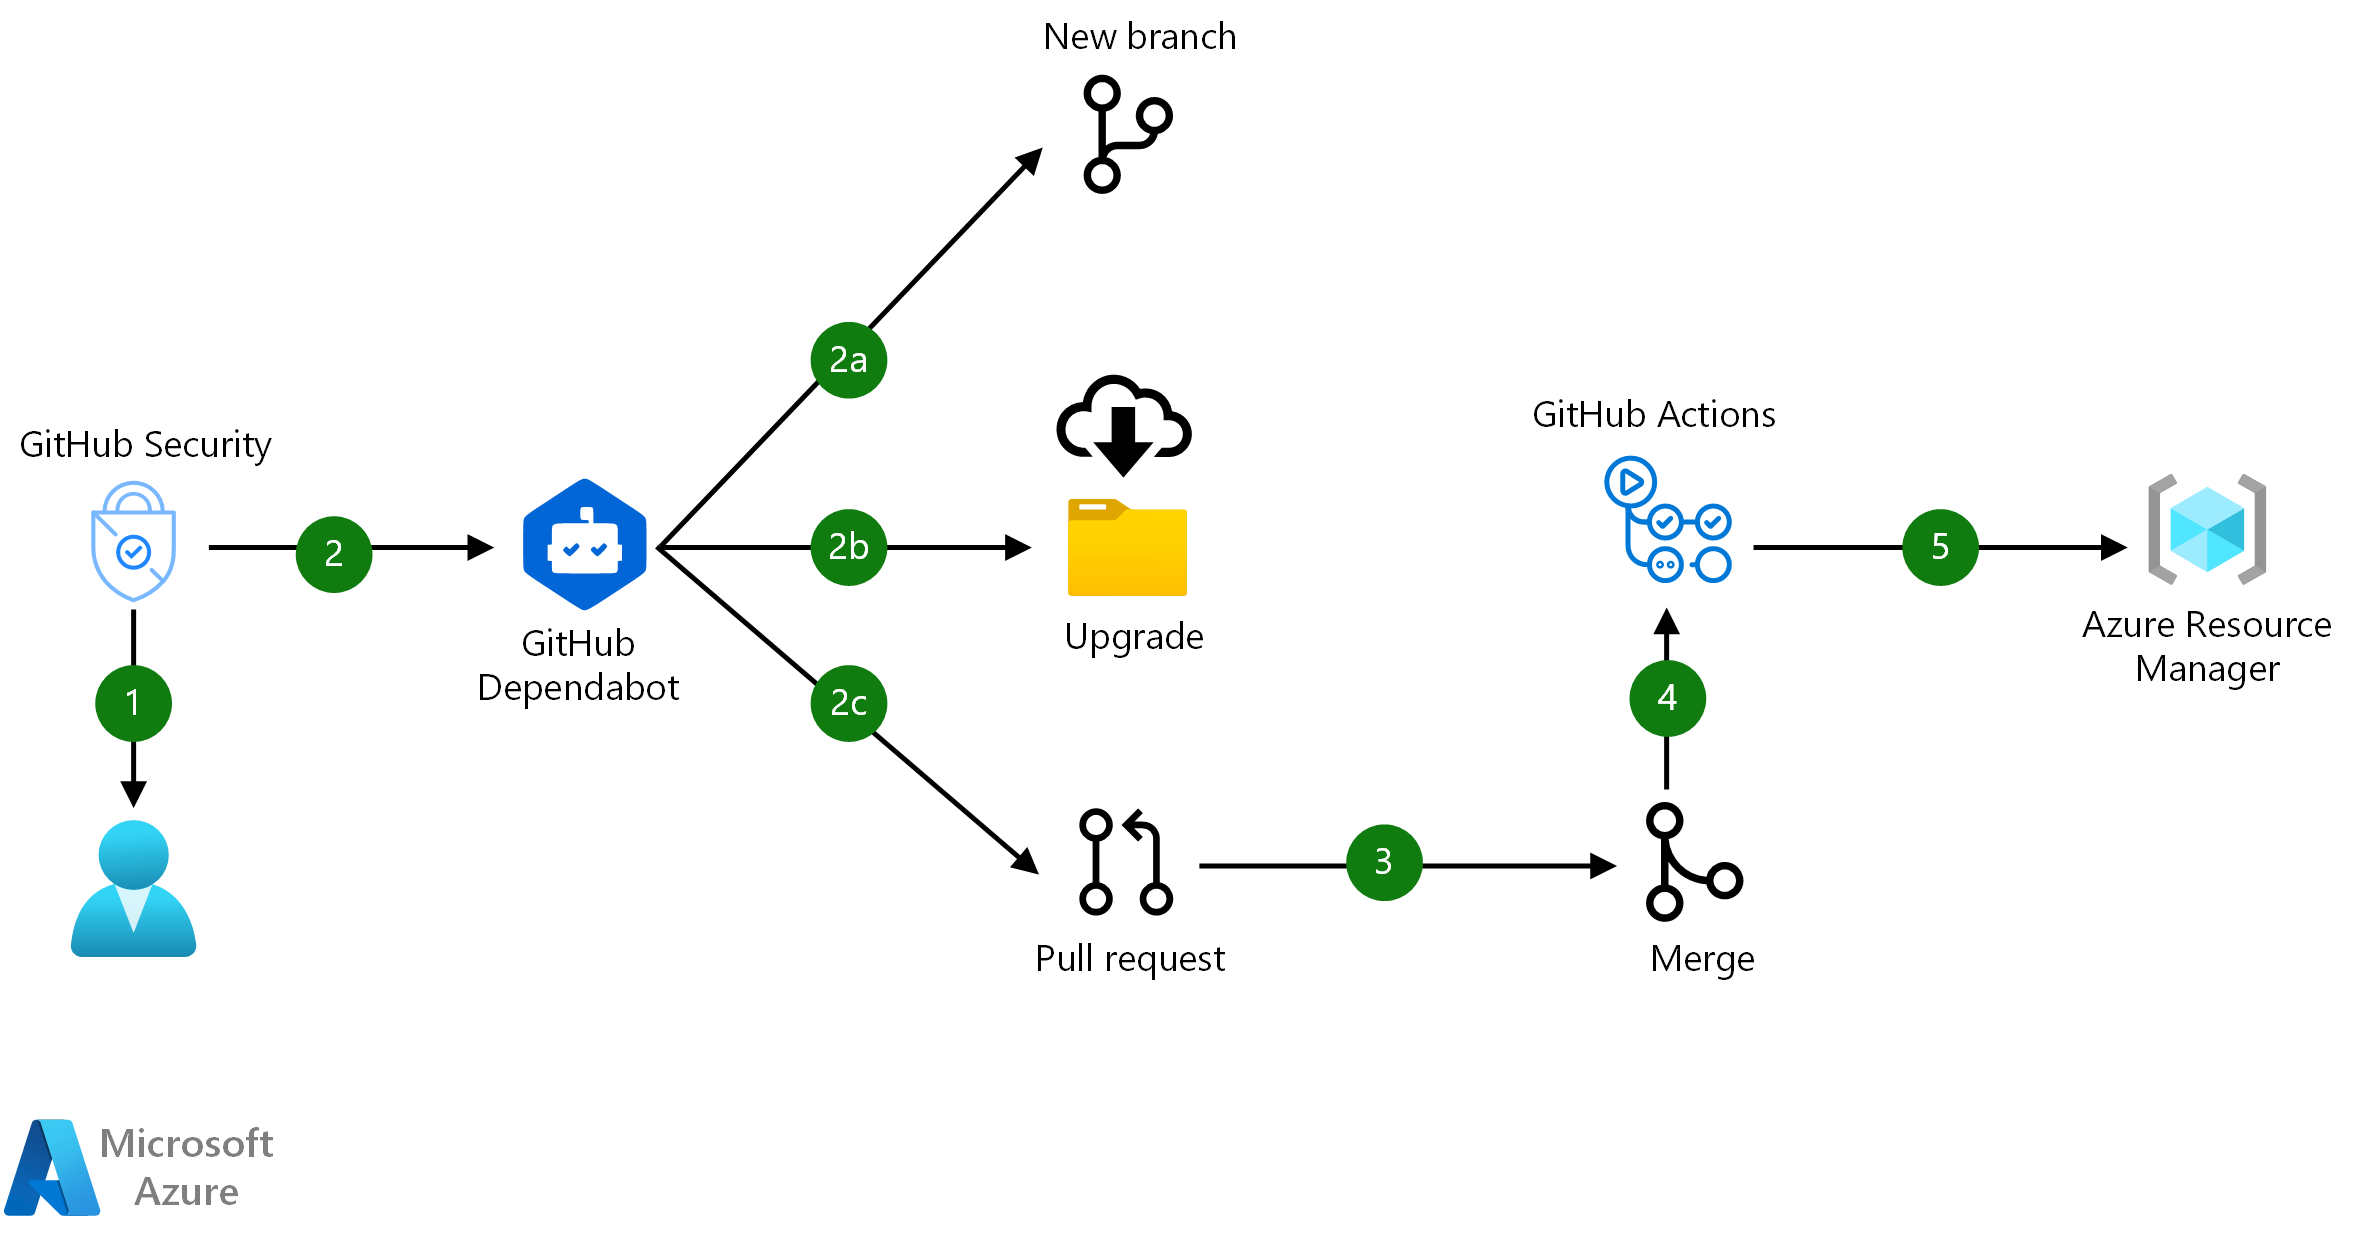 New branch
2a
GitHub Actions
GitHub Security
2
2b
5
GitHub
Dependabot
Upgrade
Azure Resource
Manager
1
2c
4
3
Pull request
Merge
Microsoft
Azure